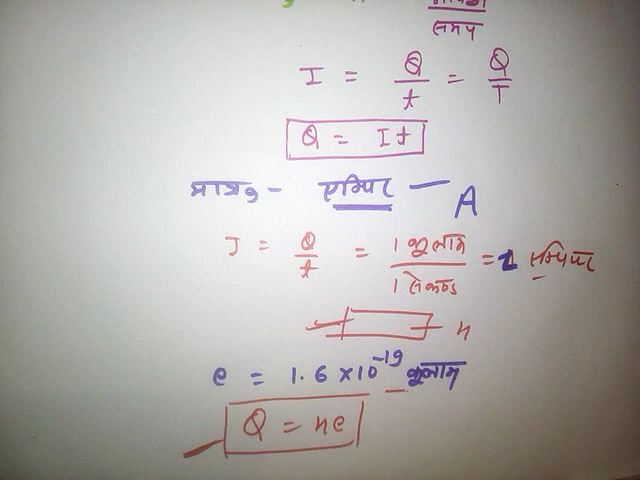 समय
I = Q/t = Q/T
Q = It
मात्रक - एम्पियर - A
I = Q/t = 1 कूलाम/1 सेकण्ड = 1 एम्पियर
n
e = 1.6 × 10^-19 कूलाम
Q = ne